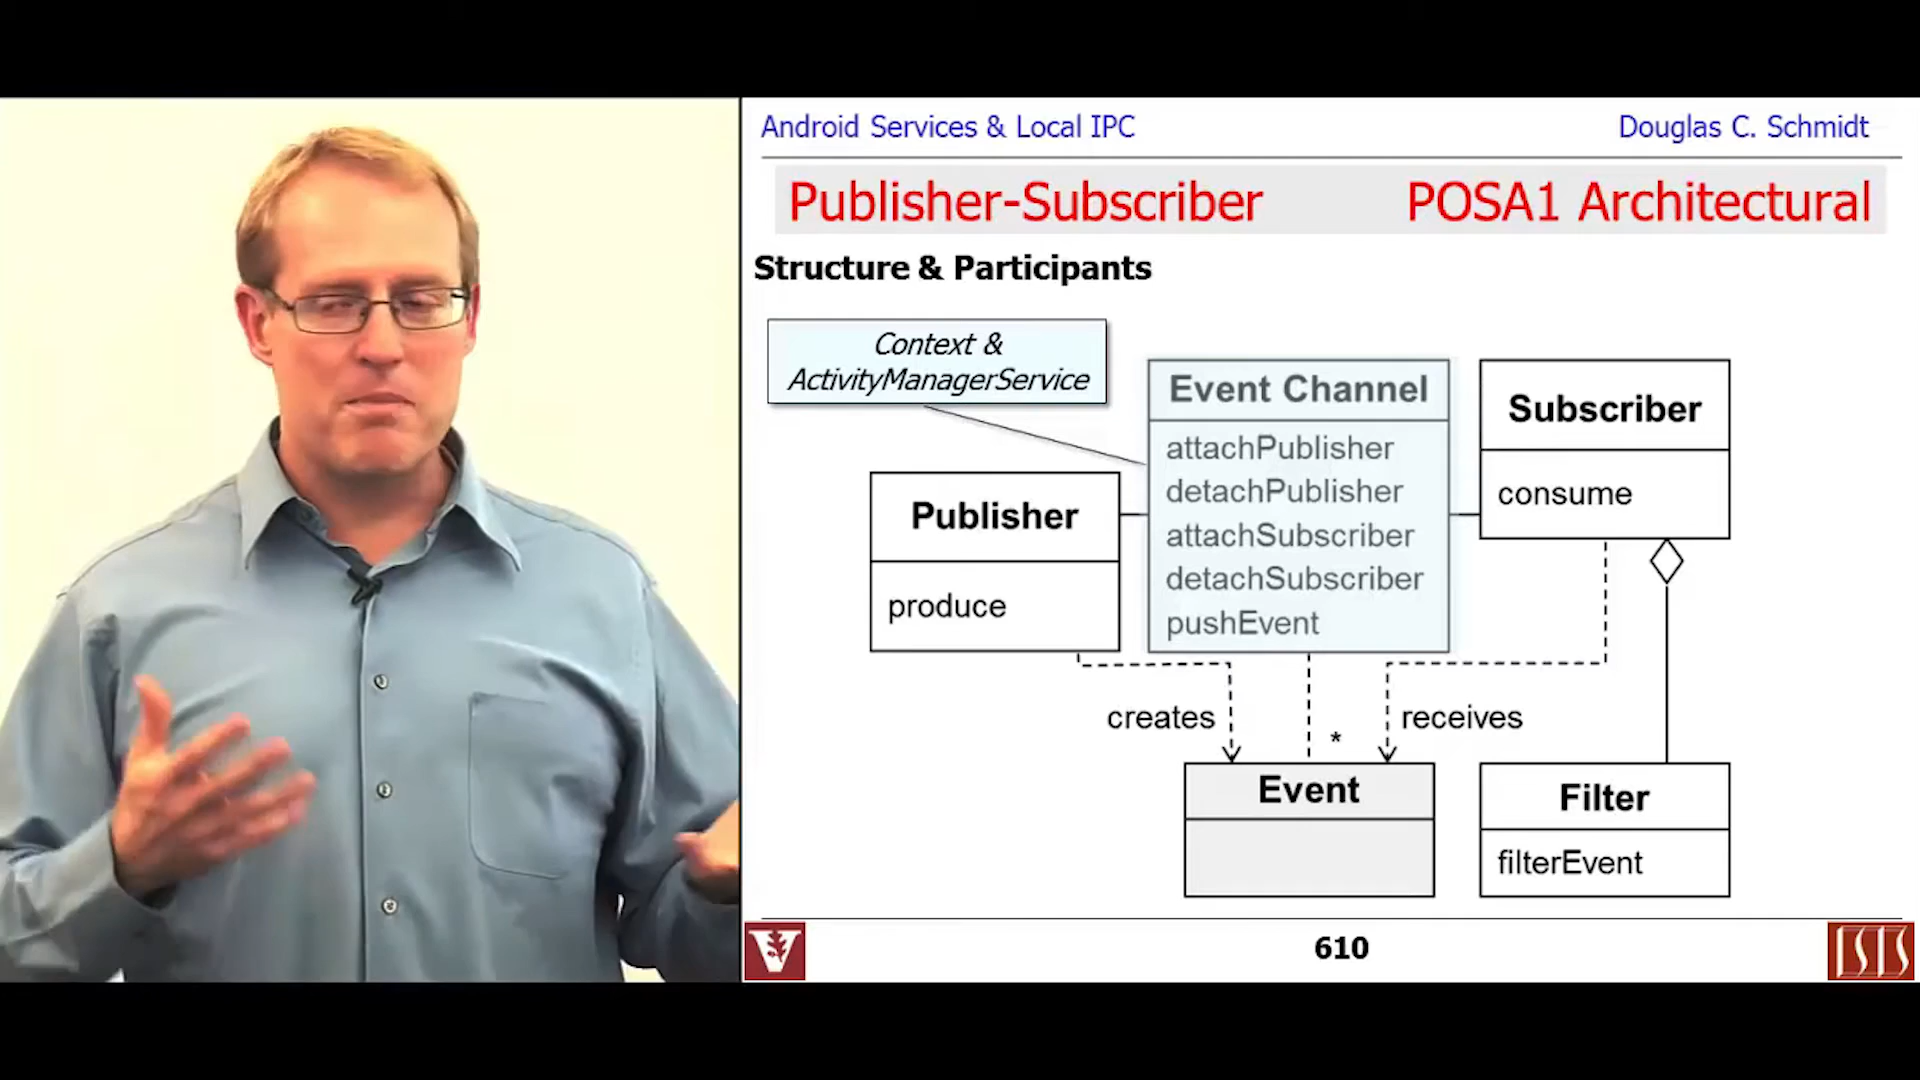 Android Services & Local IPC
Douglas C. Schmidt
Publisher-Subscriber
POSA1 Architectural
Structure & Participants
Context &
ActivityManagerService
Event Channel
attachPublisher
detachPublisher
attachSubscriber
detachSubscriber
pushEvent
Subscriber
consume
Publisher
produce
creates
*
receives
Event
Filter
filterEvent
V
610
ISIS